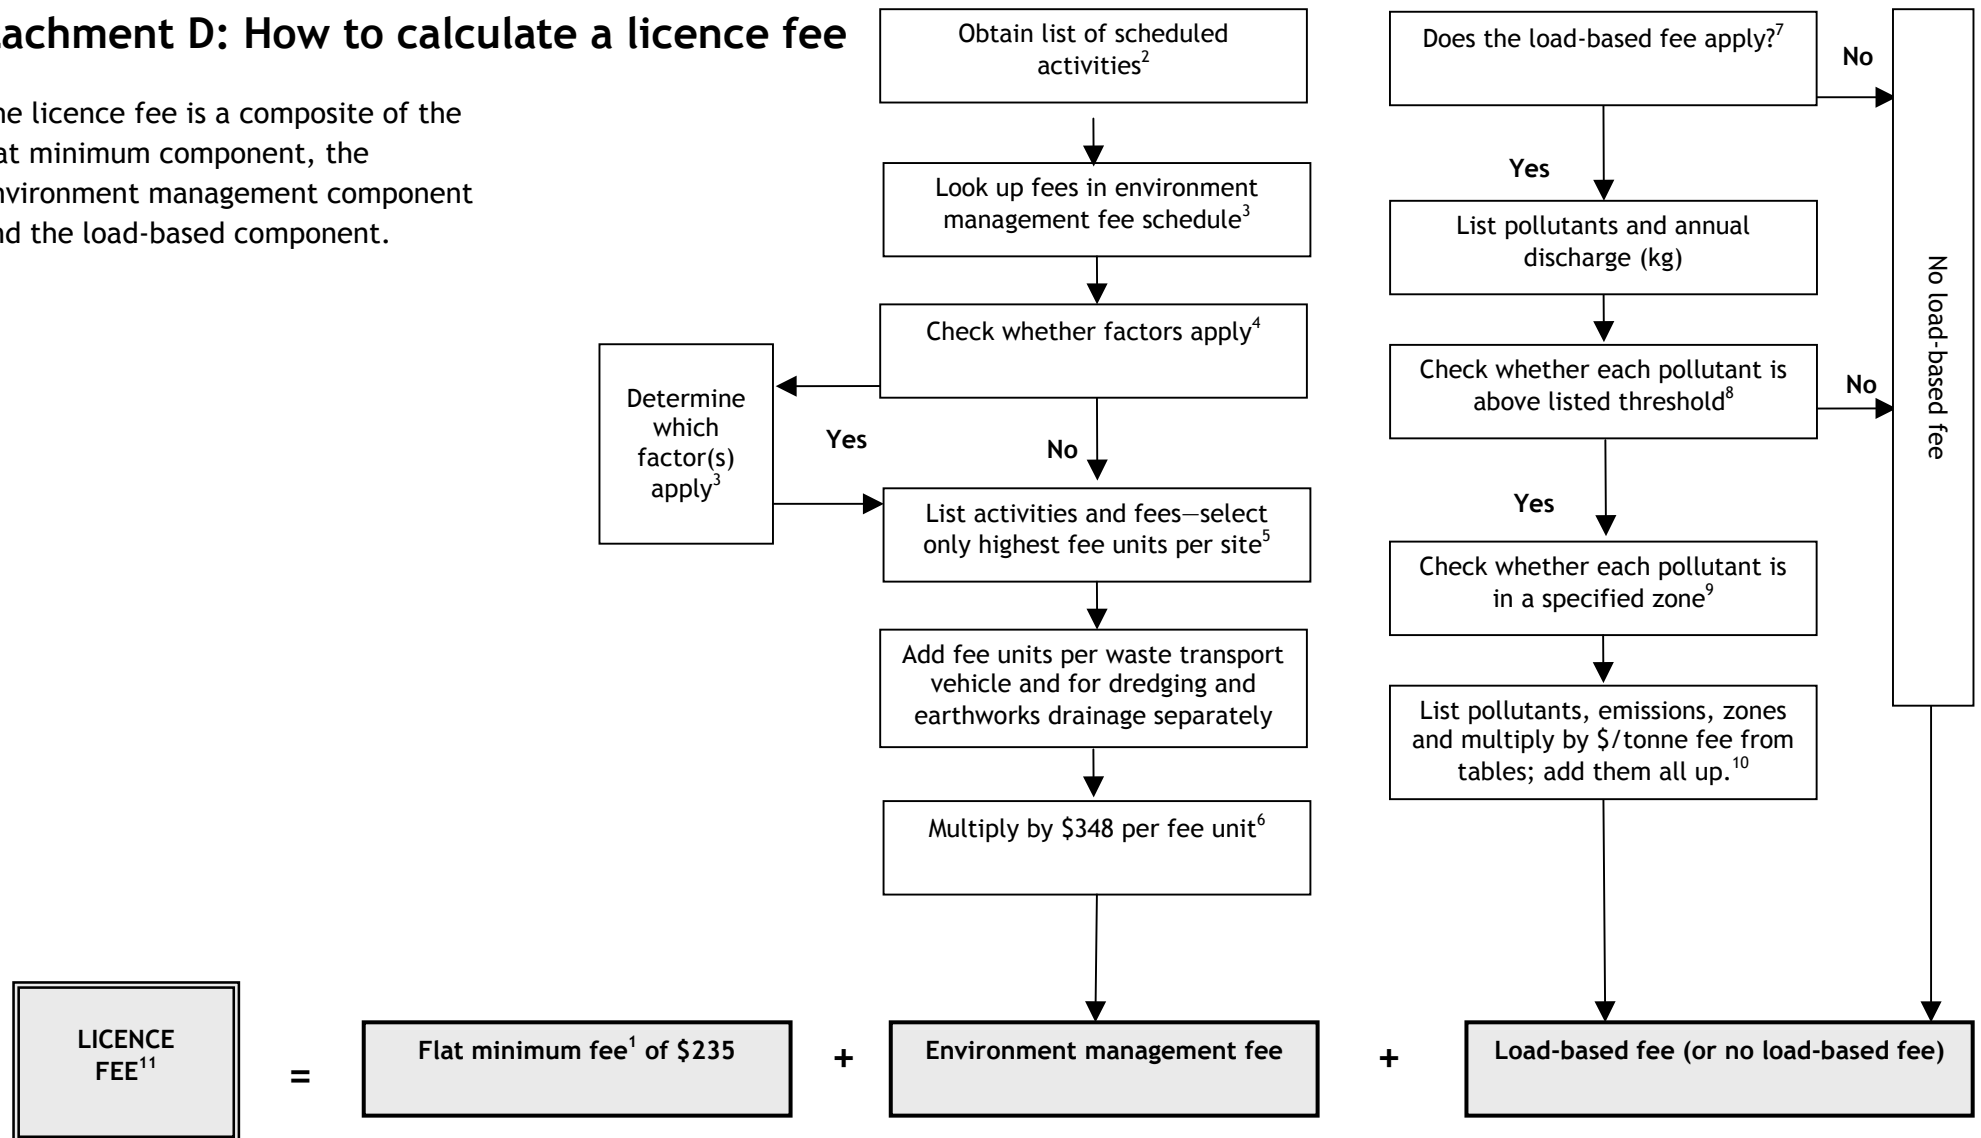 achment D: How to calculate a licence fee
ne licence fee is a composite of the
at minimum component, the
nvironment management component
nd the load-based component.
Obtain list of scheduled
activities²
Look up fees in environment
management fee schedule³
Check whether factors apply⁴
Determine
which
factor(s)
apply³
Yes
No
List activities and fees—select
only highest fee units per site⁵
Add fee units per waste transport
vehicle and for dredging and
earthworks drainage separately
Multiply by $348 per fee unit⁶
Does the load-based fee apply?⁷
No
Yes
List pollutants and annual
discharge (kg)
Check whether each pollutant is
above listed threshold⁸
No
Yes
Check whether each pollutant is
in a specified zone⁹
List pollutants, emissions, zones
and multiply by $/tonne fee from
tables; add them all up.¹⁰
No load-based fee
LICENCE
FEE¹¹
=
Flat minimum fee¹ of $235
+
Environment management fee
+
Load-based fee (or no load-based fee)